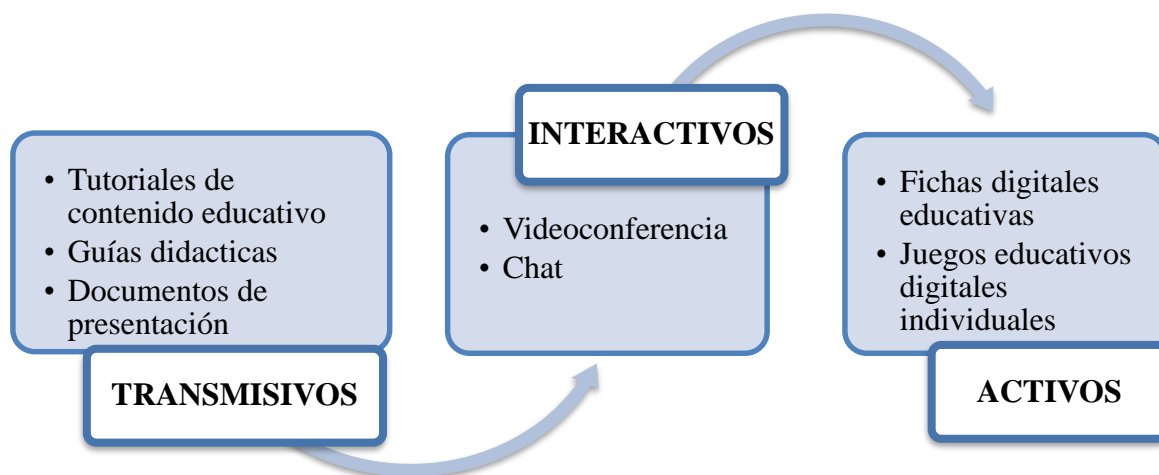 • Tutoriales de
contenido educativo
• Guías didacticas
• Documentos de
presentación
TRANSMISIVOS
INTERACTIVOS
• Videoconferencia
• Chat
• Fichas digitales
educativas
• Juegos educativos
digitales
individuales
ACTIVOS